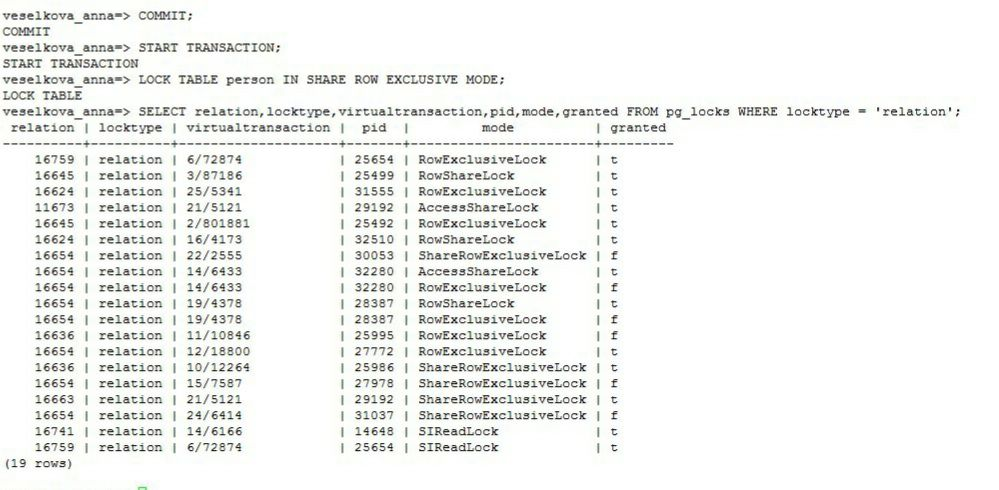 veselkova_anna=> COMMIT;
COMMIT
veselkova_anna=> START TRANSACTION;
START TRANSACTION
veselkova_anna=> LOCK TABLE person IN SHARE ROW EXCLUSIVE MODE;
LOCK TABLE
veselkova_anna=> SELECT relation,locktype,virtualtransaction,pid,mode,granted FROM pg_locks WHERE locktype = 'relation';
 relation | locktype | virtualtransaction |  pid  |         mode          | granted
----------+----------+--------------------+-------+-----------------------+---------
    16759 | relation | 6/72874            | 25654 | RowExclusiveLock      | t
    16645 | relation | 3/87186            | 25499 | RowShareLock          | t
    16624 | relation | 25/5341            | 31555 | RowExclusiveLock      | t
    11673 | relation | 21/5121            | 29192 | AccessShareLock       | t
    16645 | relation | 2/801881           | 25492 | RowExclusiveLock      | t
    16624 | relation | 16/4173            | 32510 | RowShareLock          | t
    16654 | relation | 22/2555            | 30053 | ShareRowExclusiveLock | f
    16654 | relation | 14/6433            | 32280 | AccessShareLock       | t
    16654 | relation | 14/6433            | 32280 | RowExclusiveLock      | f
    16654 | relation | 19/4378            | 28387 | RowShareLock          | t
    16654 | relation | 19/4378            | 28387 | RowExclusiveLock      | f
    16636 | relation | 11/10846           | 25995 | RowExclusiveLock      | f
    16654 | relation | 12/18800           | 27772 | RowExclusiveLock      | t
    16636 | relation | 10/12264           | 25986 | ShareRowExclusiveLock | t
    16654 | relation | 15/7587            | 27978 | ShareRowExclusiveLock | f
    16663 | relation | 21/5121            | 29192 | ShareRowExclusiveLock | t
    16654 | relation | 24/6414            | 31037 | ShareRowExclusiveLock | f
    16741 | relation | 14/6166            | 14648 | SIReadLock            | t
    16759 | relation | 6/72874            | 25654 | SIReadLock            | t
(19 rows)